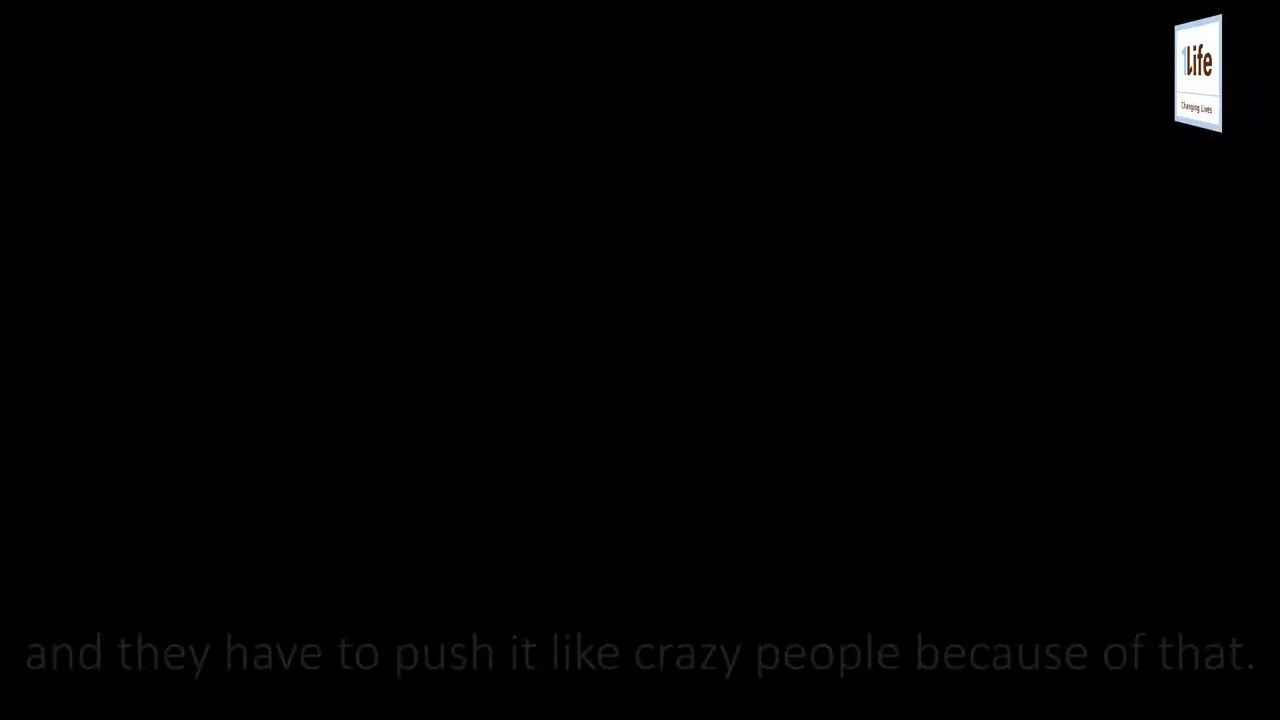 1Life
Changing Lives
and they have to push it like crazy people because of that.